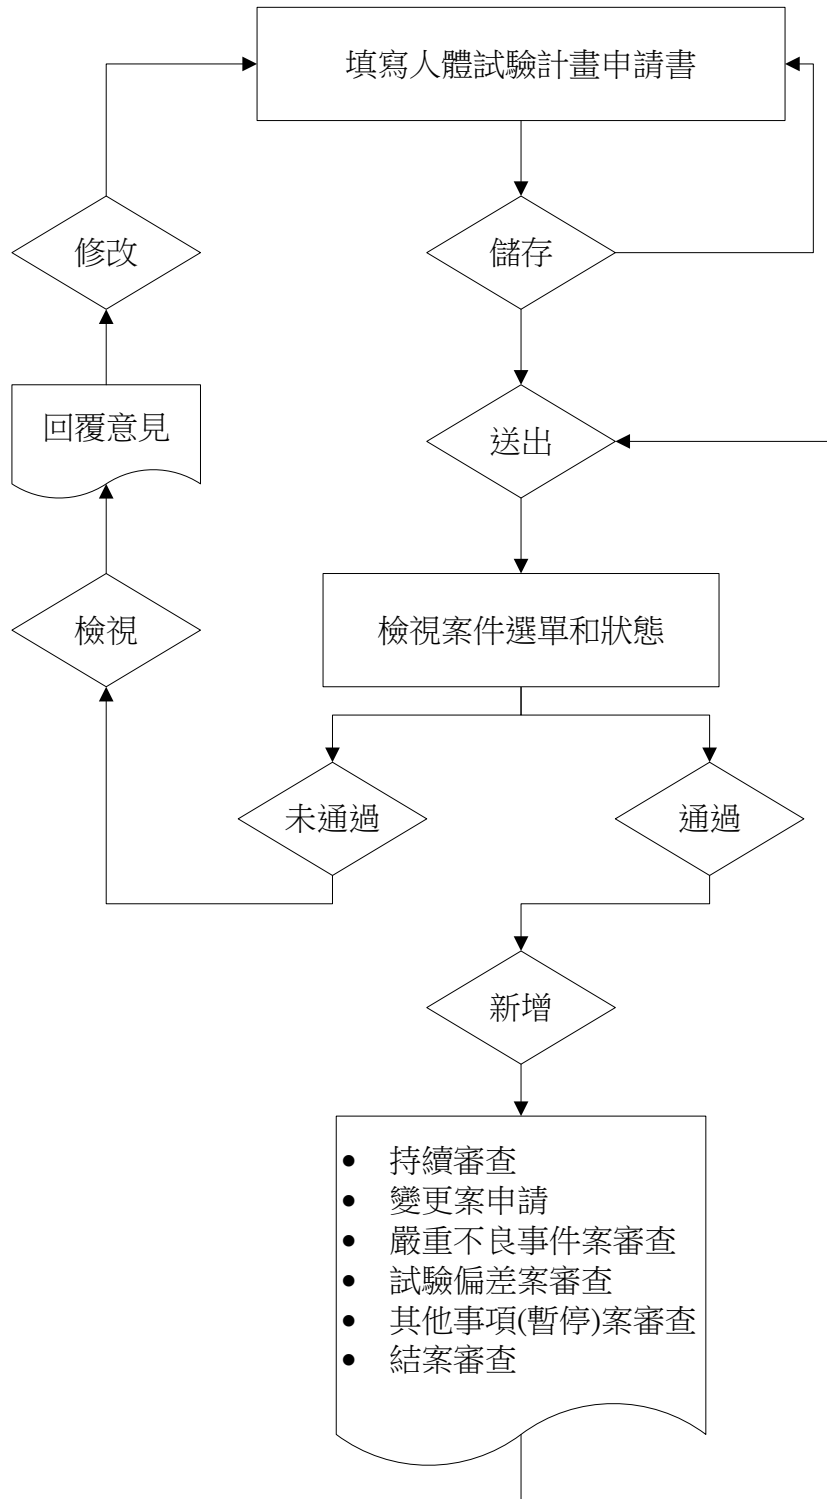 填寫人體試驗計畫申請書
修改
儲存
回覆意見
送出
檢視
檢視案件選單和狀態
未通過
通過
新增
• 持續審查
• 變更案申請
• 嚴重不良事件案審查
• 試驗偏差案審查
• 其他事項(暫停)案審查
• 結案審查